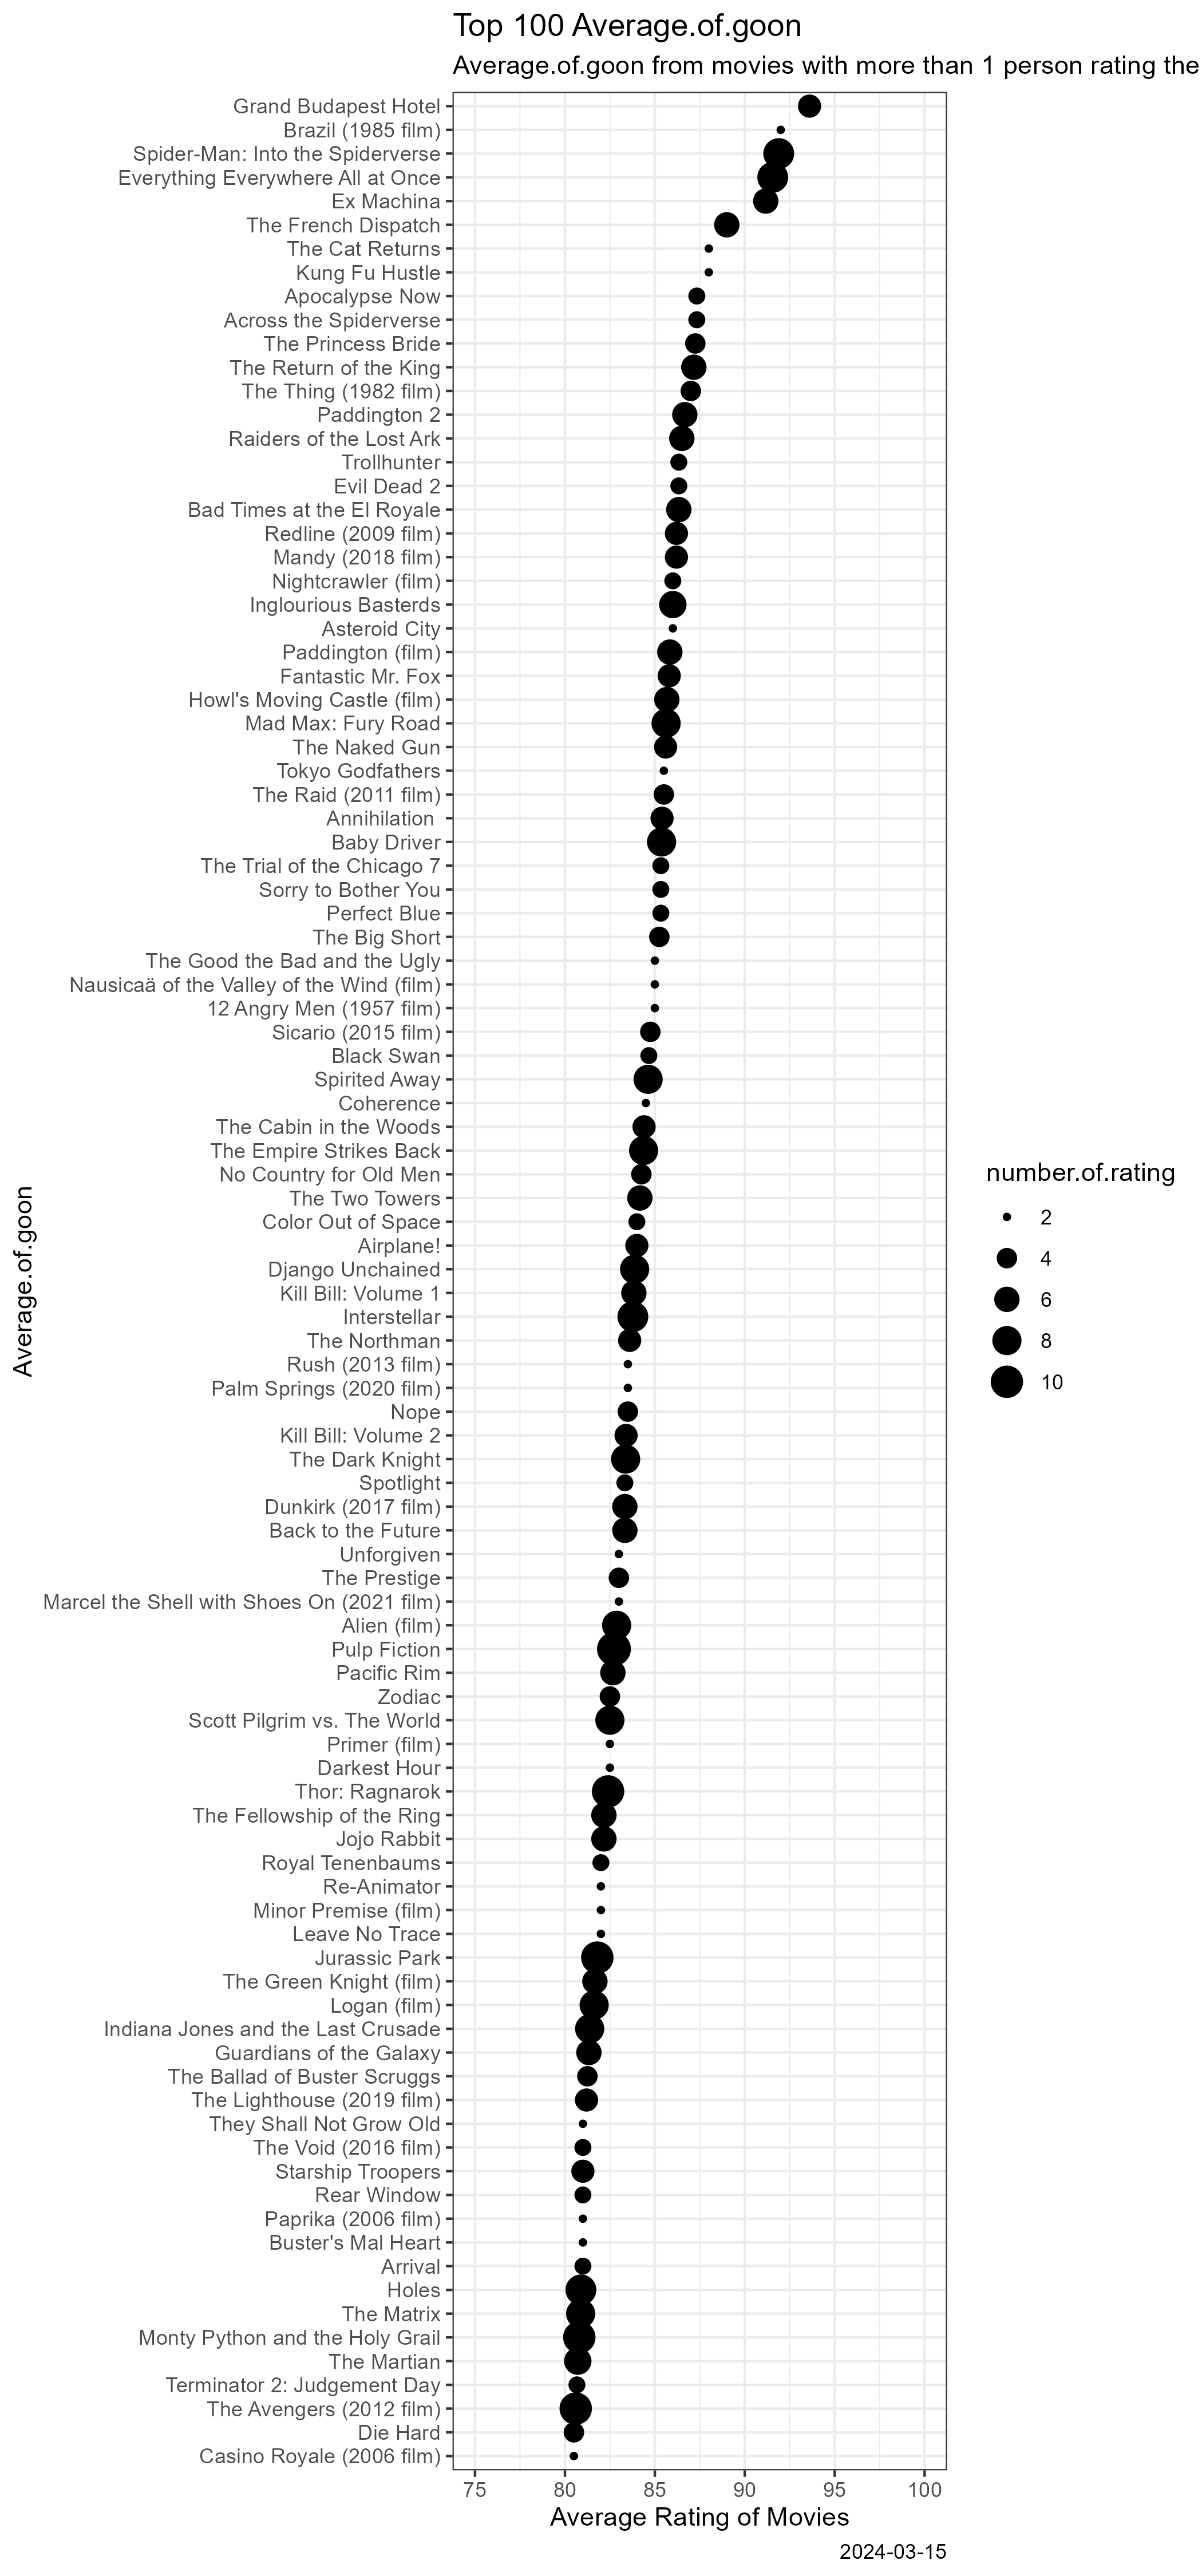 Top 100 Average.of.goon
Average.of.goon from movies with more than 1 person rating the
Grand Budapest Hotel
Brazil (1985 film)
Spider-Man: Into the Spiderverse
Everything Everywhere All at Once
Ex Machina
The French Dispatch
The Cat Returns
Kung Fu Hustle
Apocalypse Now
Across the Spiderverse
The Princess Bride
The Return of the King
The Thing (1982 film)
Paddington 2
Raiders of the Lost Ark
Trollhunter
Evil Dead 2
Bad Times at the El Royale
Redline (2009 film)
Mandy (2018 film)
Nightcrawler (film)
Inglourious Basterds
Asteroid City
Paddington (film)
Fantastic Mr. Fox
Howl's Moving Castle (film)
Mad Max: Fury Road
The Naked Gun
Tokyo Godfathers
The Raid (2011 film)
Annihilation
Baby Driver
The Trial of the Chicago 7
Sorry to Bother You
Perfect Blue
The Big Short
The Good the Bad and the Ugly
Nausicaä of the Valley of the Wind (film)
12 Angry Men (1957 film)
Sicario (2015 film)
Black Swan
Spirited Away
Coherence
The Cabin in the Woods
The Empire Strikes Back
No Country for Old Men
The Two Towers
Color Out of Space
Airplane!
Django Unchained
Kill Bill: Volume 1
Interstellar
The Northman
Rush (2013 film)
Palm Springs (2020 film)
Nope
Kill Bill: Volume 2
The Dark Knight
Spotlight
Dunkirk (2017 film)
Back to the Future
Unforgiven
The Prestige
Marcel the Shell with Shoes On (2021 film)
Alien (film)
Pulp Fiction
Pacific Rim
Zodiac
Scott Pilgrim vs. The World
Primer (film)
Darkest Hour
Thor: Ragnarok
The Fellowship of the Ring
Jojo Rabbit
Royal Tenenbaums
Re-Animator
Minor Premise (film)
Leave No Trace
Jurassic Park
The Green Knight (film)
Logan (film)
Indiana Jones and the Last Crusade
Guardians of the Galaxy
The Ballad of Buster Scruggs
The Lighthouse (2019 film)
They Shall Not Grow Old
The Void (2016 film)
Starship Troopers
Rear Window
Paprika (2006 film)
Buster's Mal Heart
Arrival
Holes
The Matrix
Monty Python and the Holy Grail
The Martian
Terminator 2: Judgement Day
The Avengers (2012 film)
Die Hard
Casino Royale (2006 film)
Average.of.goon
75 80 85 90 95 100
Average Rating of Movies
2024-03-15
number.of.rating
2
4
6
8
10